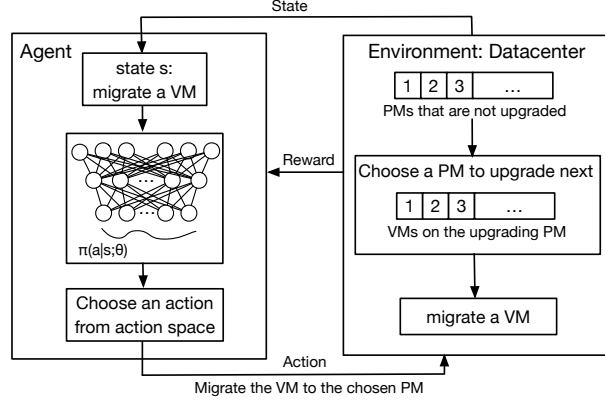 State
Agent
state s:
migrate a VM
...
...
π(a|s;θ)
Choose an action
from action space
Reward
Environment: Datacenter
1 2 3 ...
PMs that are not upgraded
Choose a PM to upgrade next
1 2 3 ...
VMs on the upgrading PM
migrate a VM
Action
Migrate the VM to the chosen PM